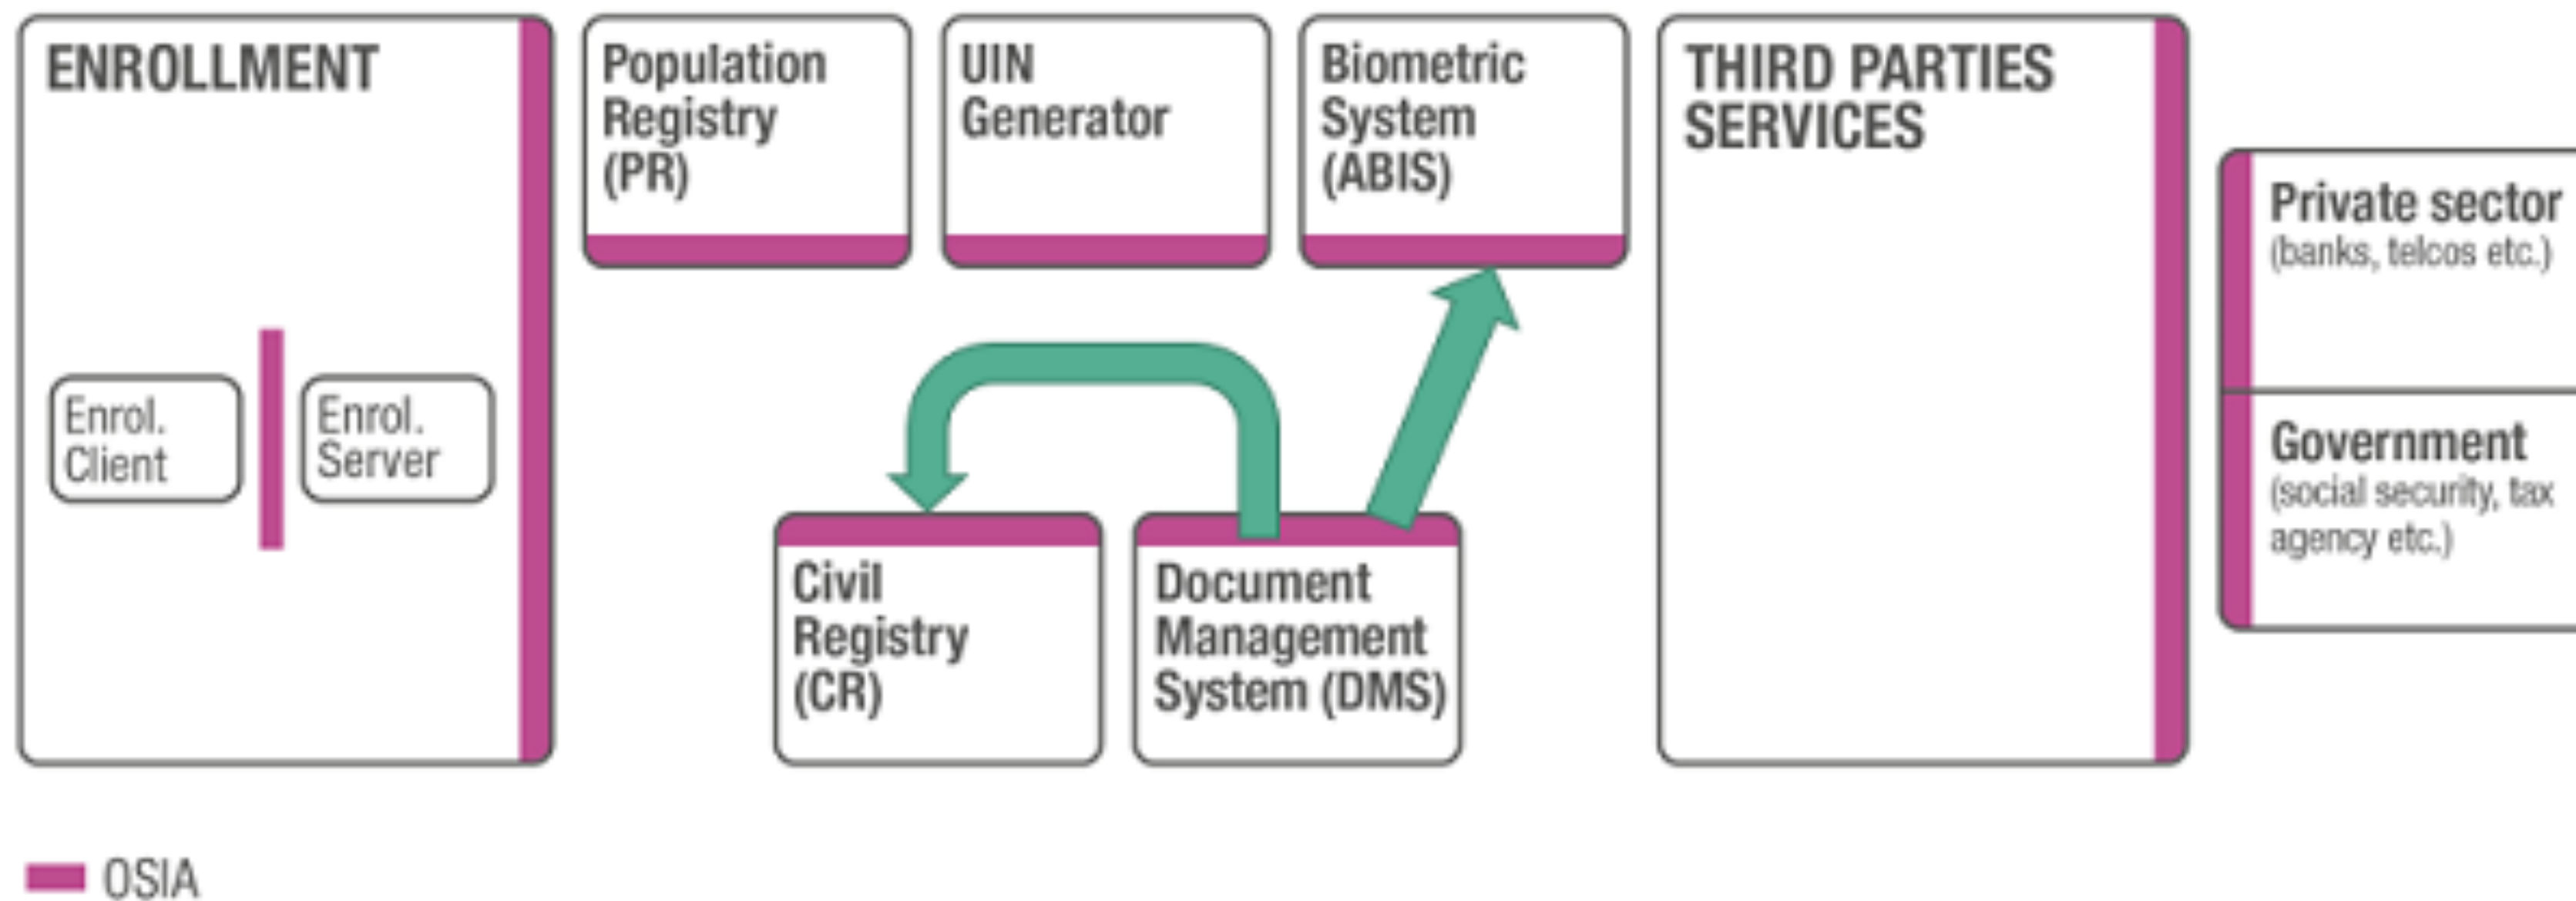 ENROLLMENT
Enrol.
Client
Enrol.
Server
Population
Registry
(PR)
UIN
Generator
Biometric
System
(ABIS)
Civil
Registry
(CR)
Document
Management
System (DMS)
THIRD PARTIES
SERVICES
Private sector
(banks, telcos etc.)
Government
(social security, tax
agency etc.)
OSIA